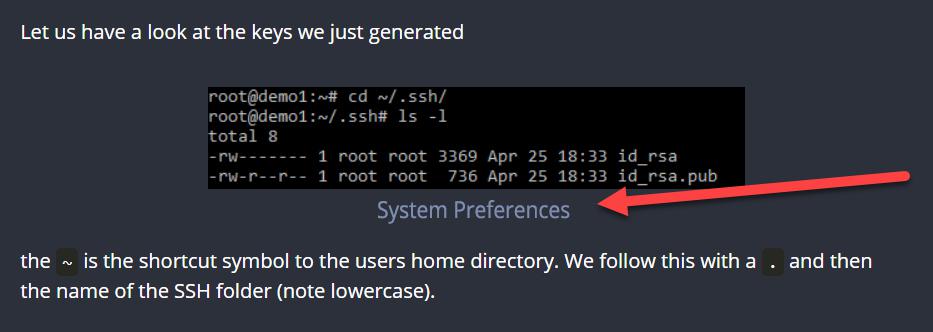 Let us have a look at the keys we just generated
root@demo1:~# cd ~/.ssh/
root@demo1:~/.ssh# ls -l
total 8
-rw------- 1 root root 3369 Apr 25 18:33 id_rsa
-rw-r--r-- 1 root root  736 Apr 25 18:33 id_rsa.pub
System Preferences
the ~ is the shortcut symbol to the users home directory. We follow this with a . and then
the name of the SSH folder (note lowercase).